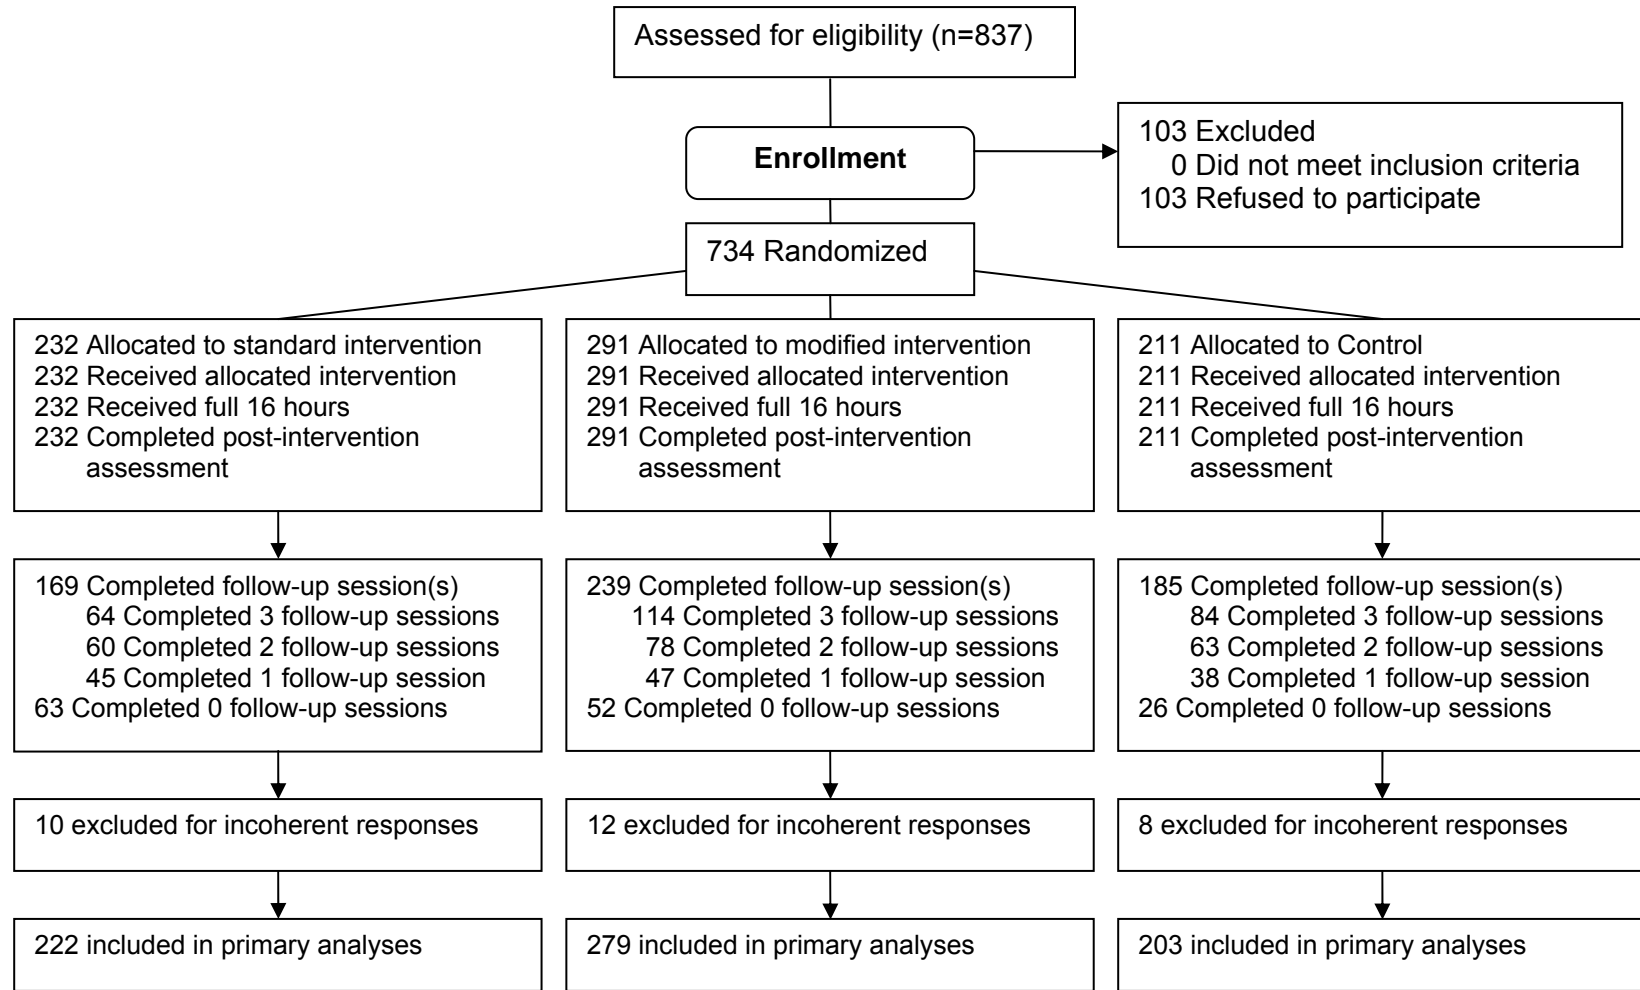 Assessed for eligibility (n=837)
Enrollment
103 Excluded
0 Did not meet inclusion criteria
103 Refused to participate
734 Randomized
232 Allocated to standard intervention
232 Received allocated intervention
232 Received full 16 hours
232 Completed post-intervention
assessment
291 Allocated to modified intervention
291 Received allocated intervention
291 Received full 16 hours
291 Completed post-intervention
assessment
211 Allocated to Control
211 Received allocated intervention
211 Received full 16 hours
211 Completed post-intervention
assessment
169 Completed follow-up session(s)
64 Completed 3 follow-up sessions
60 Completed 2 follow-up sessions
45 Completed 1 follow-up session
63 Completed 0 follow-up sessions
239 Completed follow-up session(s)
114 Completed 3 follow-up sessions
78 Completed 2 follow-up sessions
47 Completed 1 follow-up session
52 Completed 0 follow-up sessions
185 Completed follow-up session(s)
84 Completed 3 follow-up sessions
63 Completed 2 follow-up sessions
38 Completed 1 follow-up session
26 Completed 0 follow-up sessions
10 excluded for incoherent responses
12 excluded for incoherent responses
8 excluded for incoherent responses
222 included in primary analyses
279 included in primary analyses
203 included in primary analyses